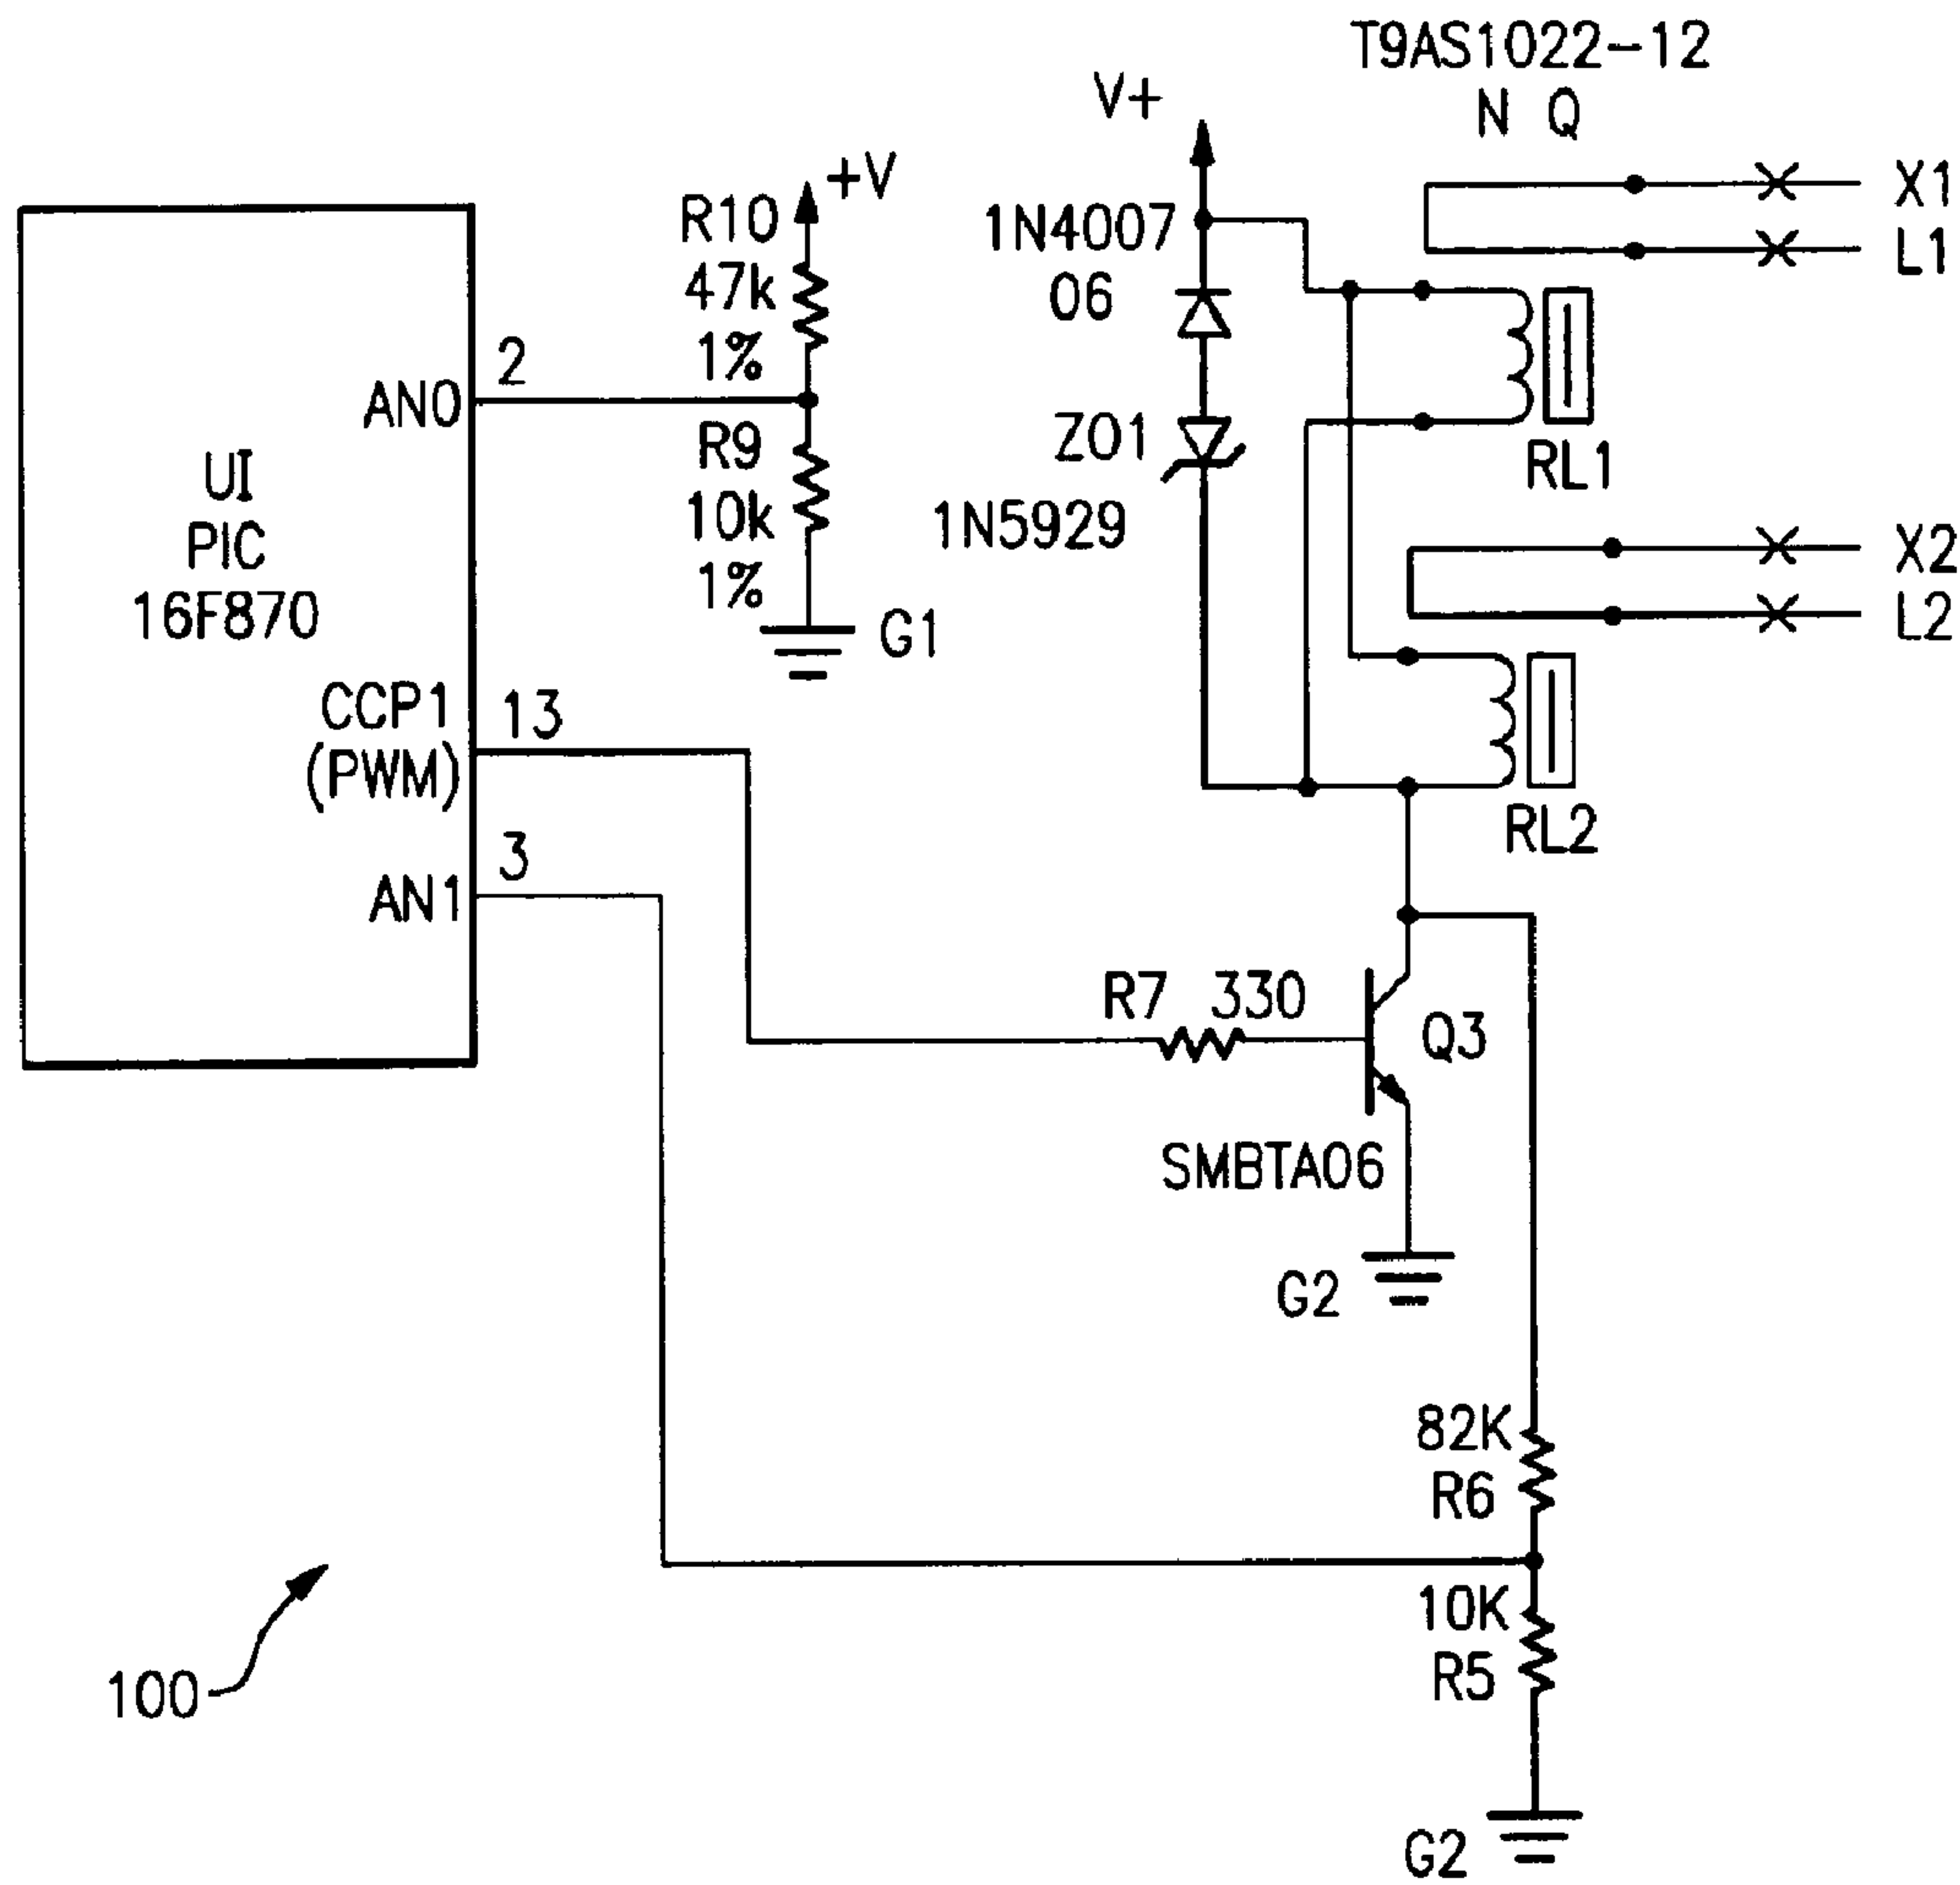 T9AS1022-12
N Q
V+
X1
L1
+V
R10
47k
1%
1N4007
06
2
AN0
R9
10k
1%
ZO1
1N5929
RL1
UI
PIC
16F870
G1
X2
L2
CCP1
(PWM)
13
RL2
3
AN1
R7 330
Q3
SMBTA06
G2
82K
R6
10K
R5
100
G2